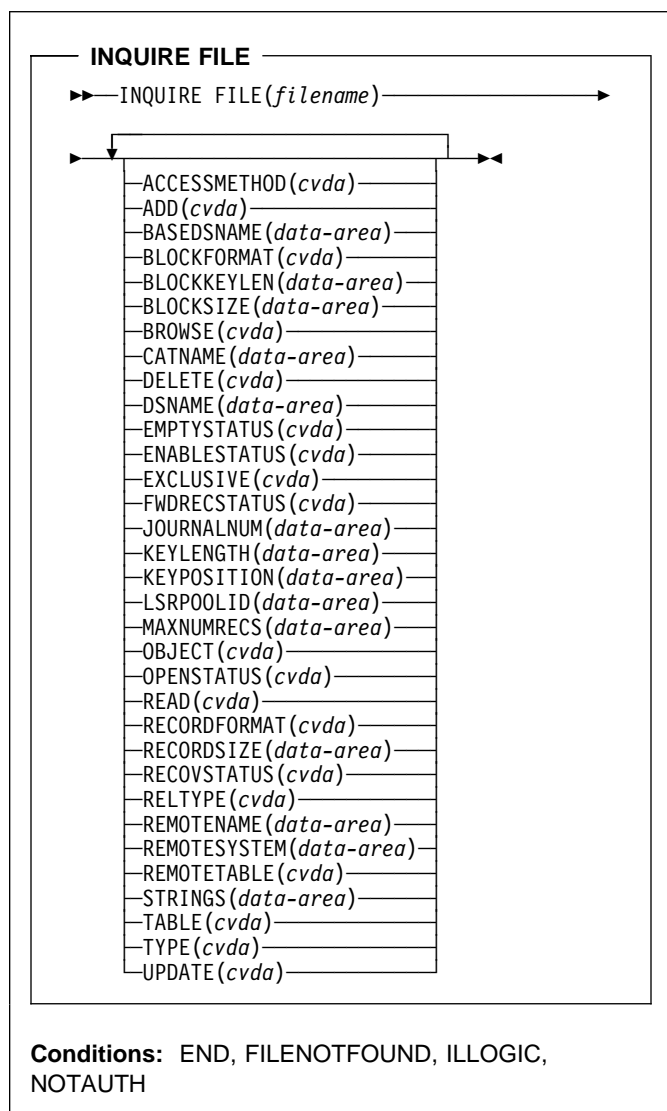 INQUIRE FILE
INQUIRE FILE(filename)
ACCESSMETHOD(cvda)
ADD(cvda)
BASEDSNAME(data-area)
BLOCKFORMAT(cvda)
BLOCKKEYLEN(data-area)
BLOCKSIZE(data-area)
BROWSE(cvda)
CATNAME(data-area)
DELETE(cvda)
DSNAME(data-area)
EMPTYSTATUS(cvda)
ENABLESTATUS(cvda)
EXCLUSIVE(cvda)
FWDRECSTATUS(cvda)
JOURNALNUM(data-area)
KEYLENGTH(data-area)
KEYPOSITION(data-area)
LSRPOOLID(data-area)
MAXNUMRECS(data-area)
OBJECT(cvda)
OPENSTATUS(cvda)
READ(cvda)
RECORDFORMAT(cvda)
RECORDSIZE(data-area)
RECOVSTATUS(cvda)
RELTYPE(cvda)
REMOTENAME(data-area)
REMOTESYSTEM(data-area)
REMOTETABLE(cvda)
STRINGS(data-area)
TABLE(cvda)
TYPE(cvda)
UPDATE(cvda)
Conditions: END, FILENOTFOUND, ILLOGIC,
NOTAUTH